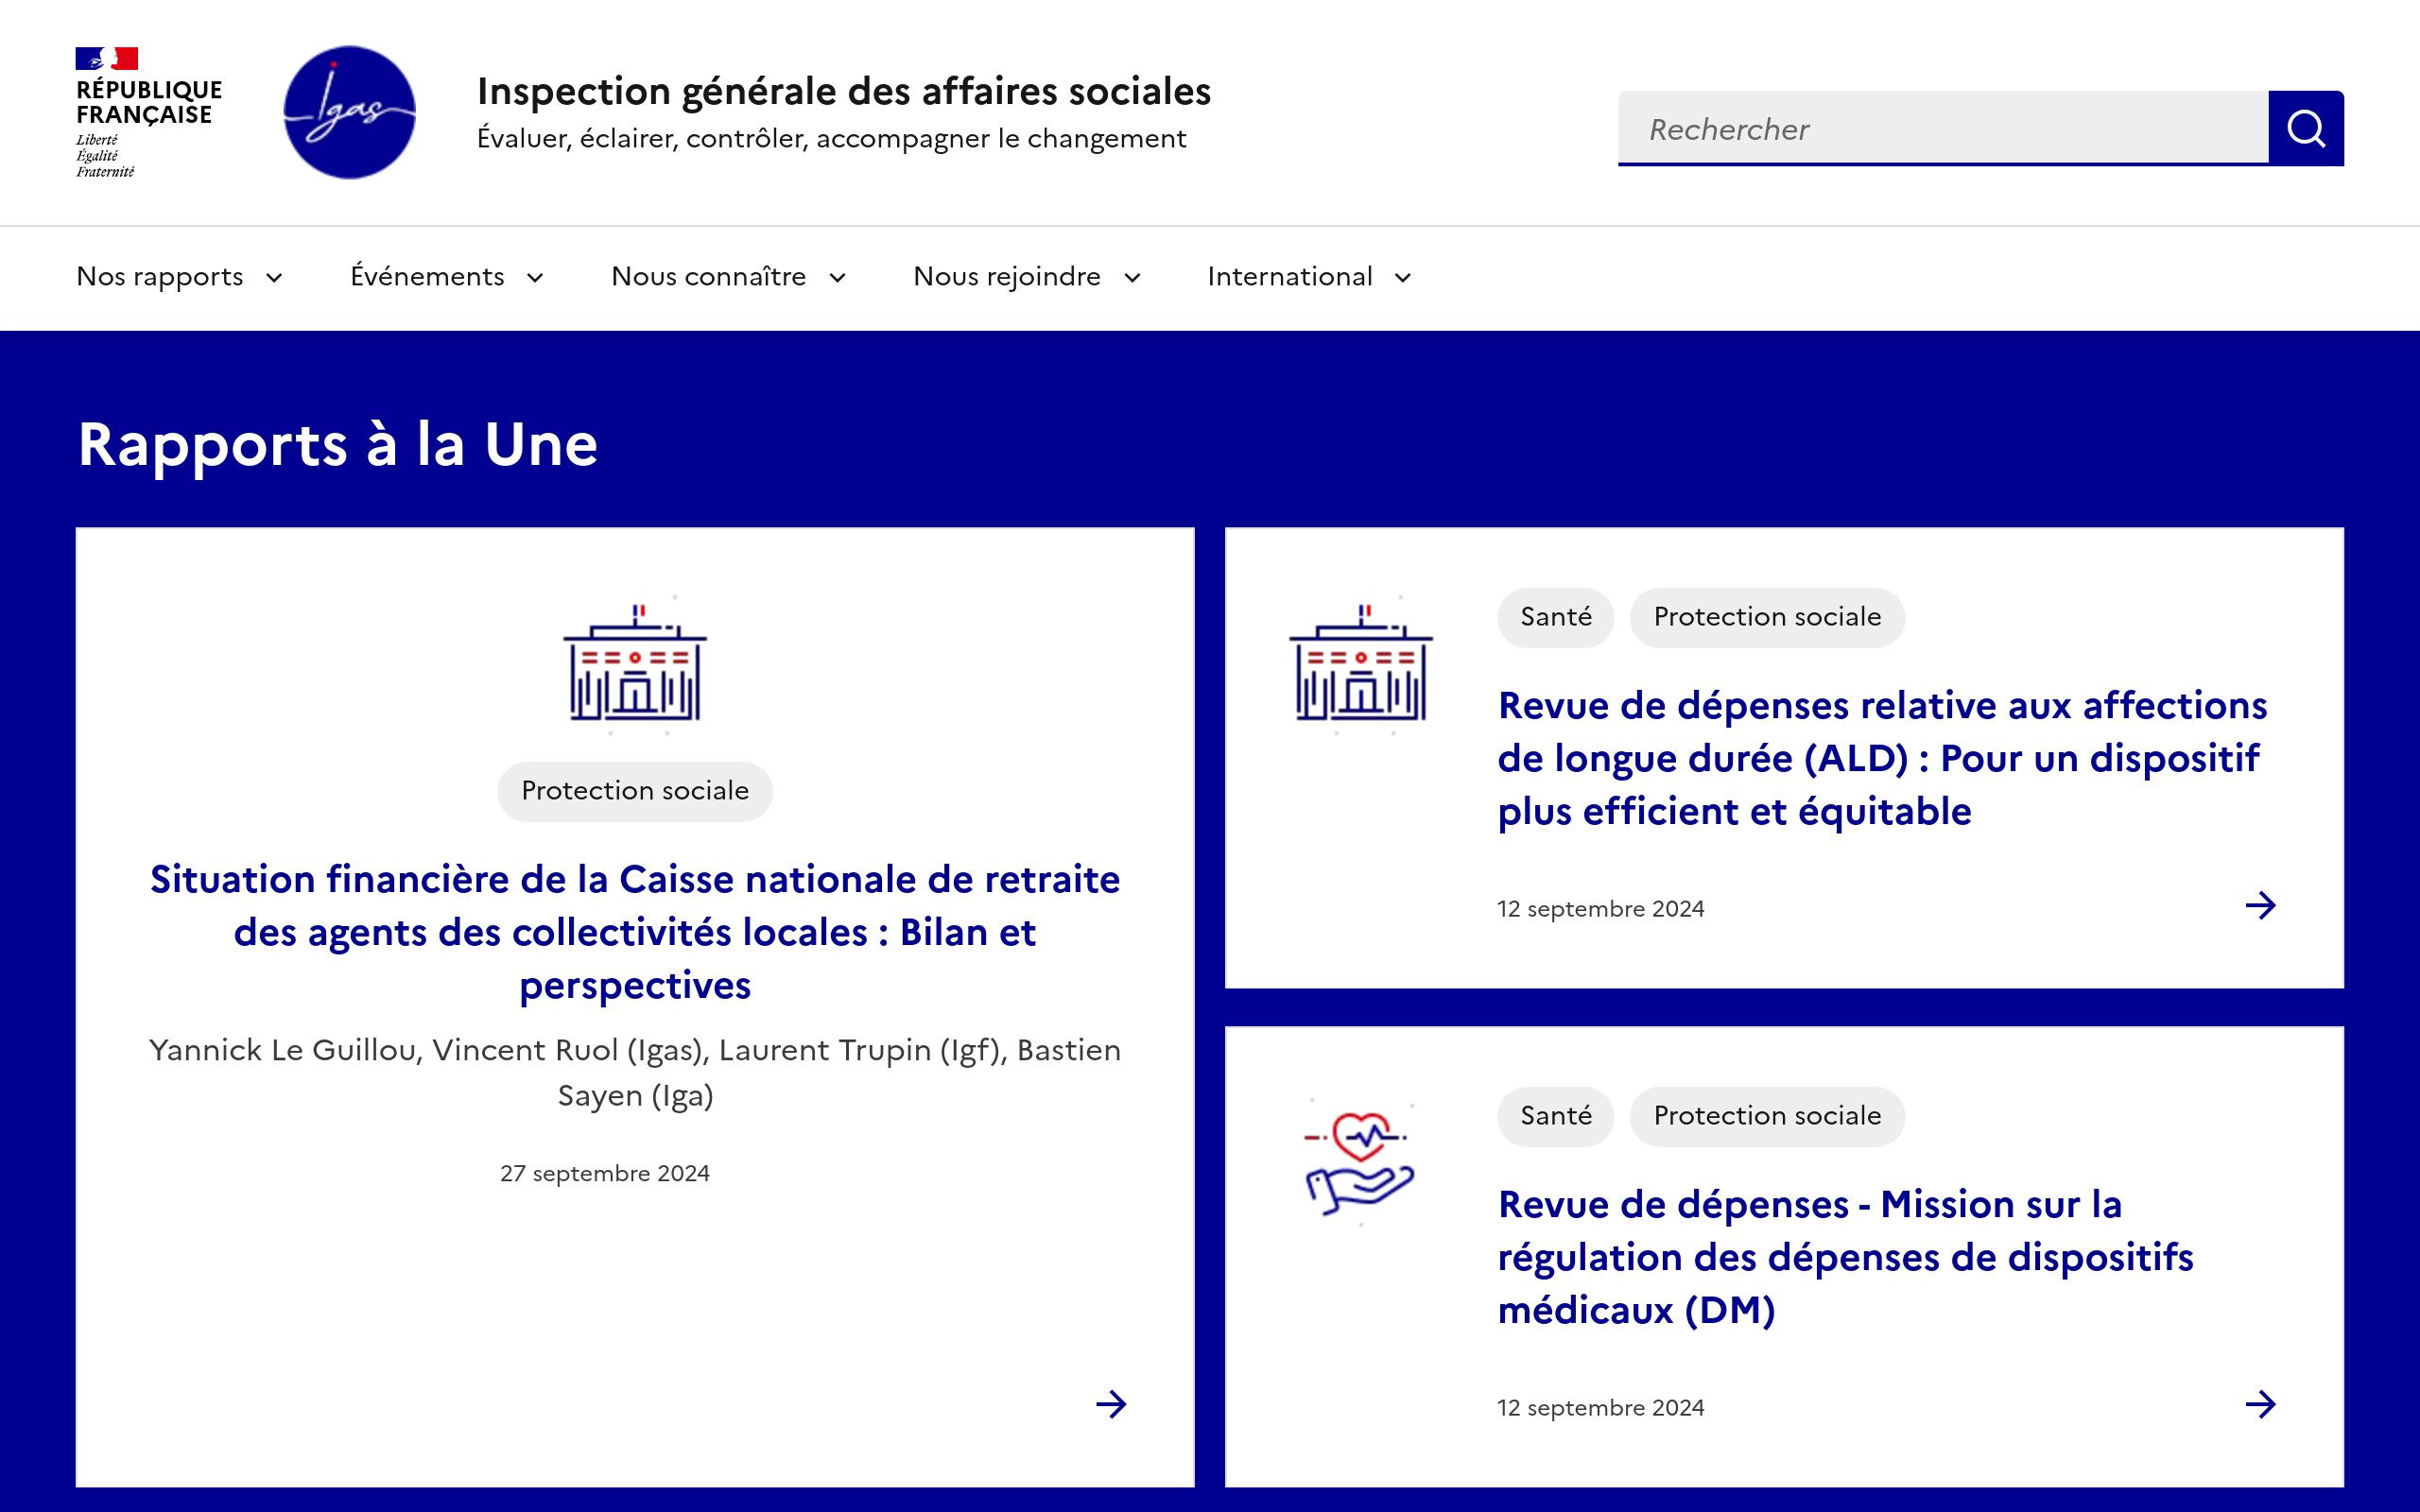 RÉPUBLIQUE
FRANÇAISE
Liberté
Égalité
Fraternité
Igas
Inspection générale des affaires sociales
Évaluer, éclairer, contrôler, accompagner le changement
Rechercher
Nos rapports
Événements
Nous connaître
Nous rejoindre
International
Rapports à la Une
Protection sociale
Situation financière de la Caisse nationale de retraite
des agents des collectivités locales : Bilan et
perspectives
Yannick Le Guillou, Vincent Ruol (Igas), Laurent Trupin (Igf), Bastien
Sayen (Iga)
27 septembre 2024
Santé
Protection sociale
Revue de dépenses relative aux affections
de longue durée (ALD) : Pour un dispositif
plus efficient et équitable
12 septembre 2024
Santé
Protection sociale
Revue de dépenses - Mission sur la
régulation des dépenses de dispositifs
médicaux (DM)
12 septembre 2024